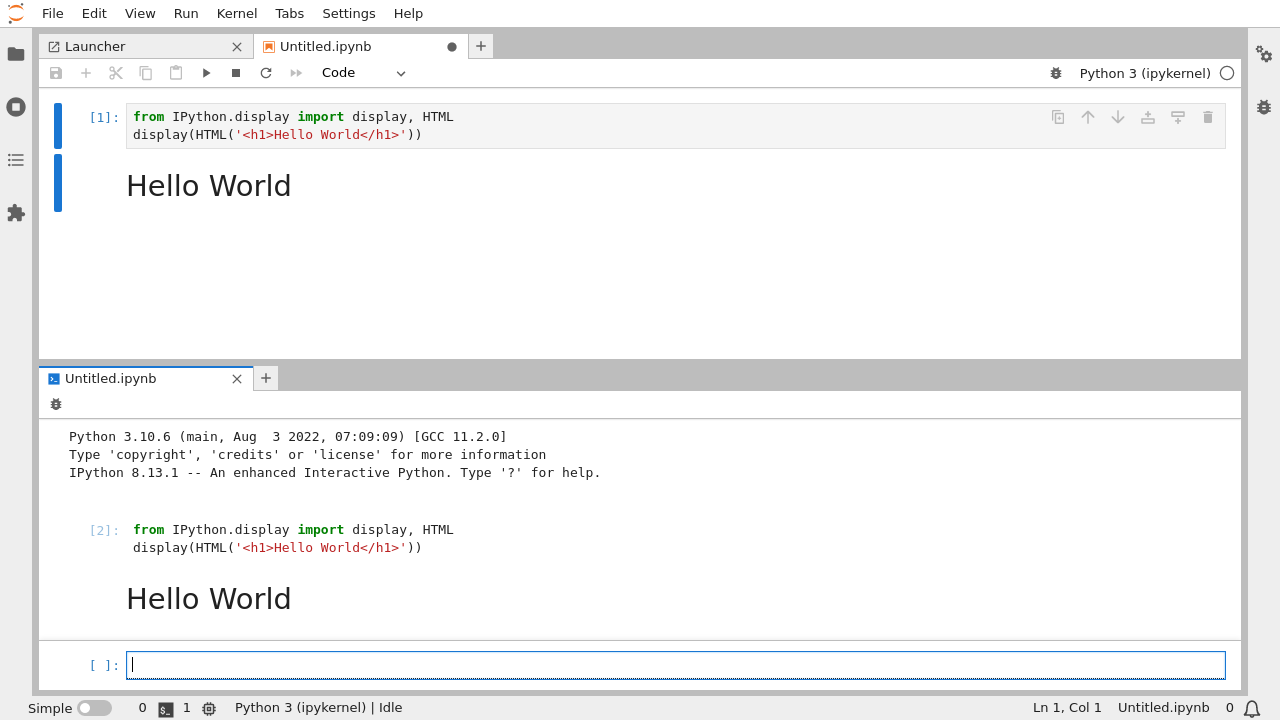 File Edit View Run Kernel Tabs Settings Help
Launcher Untitled.ipynb
Code Python 3 (ipykernel)
[1]: from IPython.display import display, HTML
display(HTML('<h1>Hello World</h1>'))
Hello World
Untitled.ipynb
Python 3.10.6 (main, Aug  3 2022, 07:09:09) [GCC 11.2.0]
Type 'copyright', 'credits' or 'license' for more information
IPython 8.13.1 -- An enhanced Interactive Python. Type '?' for help.
[2]: from IPython.display import display, HTML
display(HTML('<h1>Hello World</h1>'))
Hello World
[ ]:
Simple 0 $_ 1 Python 3 (ipykernel) | Idle Ln 1, Col 1 Untitled.ipynb 0